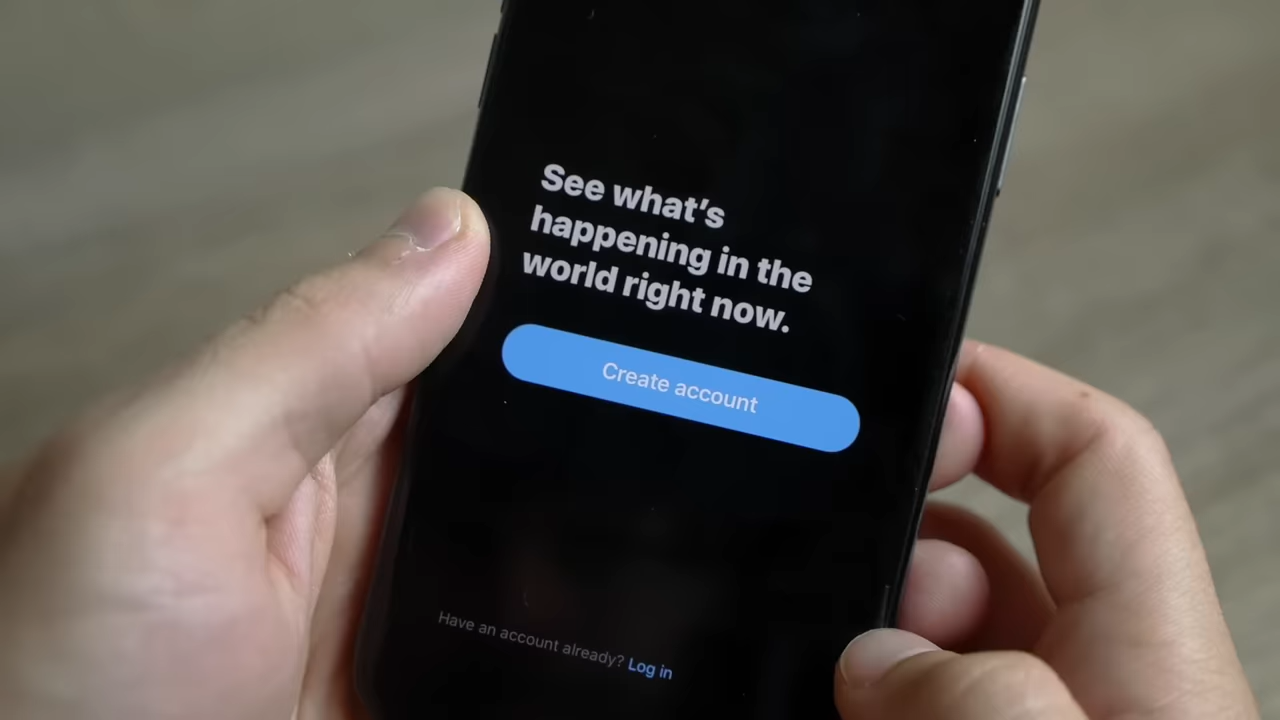 See what’s
happening in the
world right now.
Create account
Have an account already? Log in